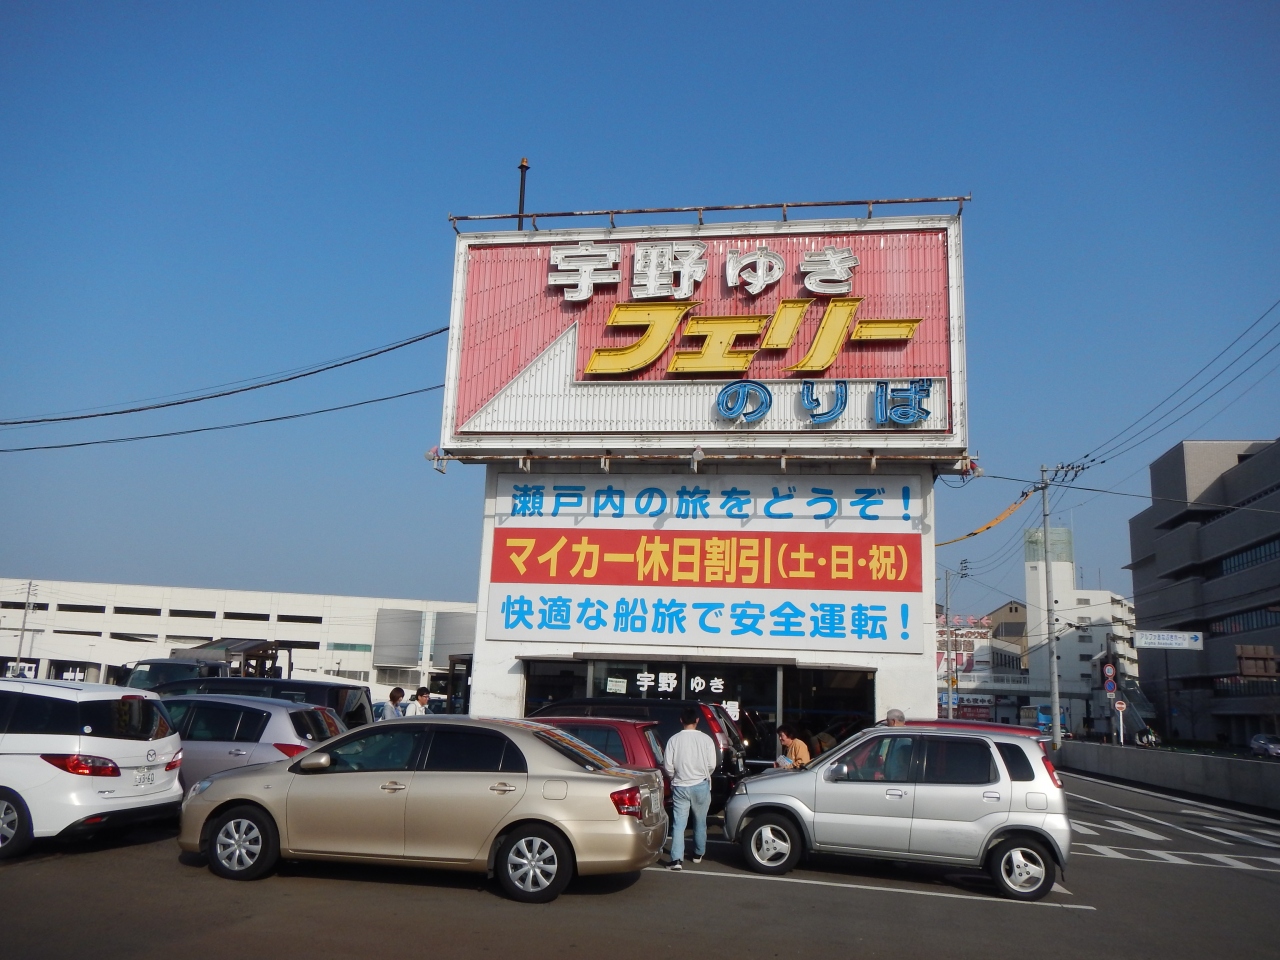 宇野ゆき
フェリー
のりば
瀬戸内の旅をどうぞ!
マイカー休日割引(土・日・祝)
快適な船旅で安全運転!
宇野ゆき
場